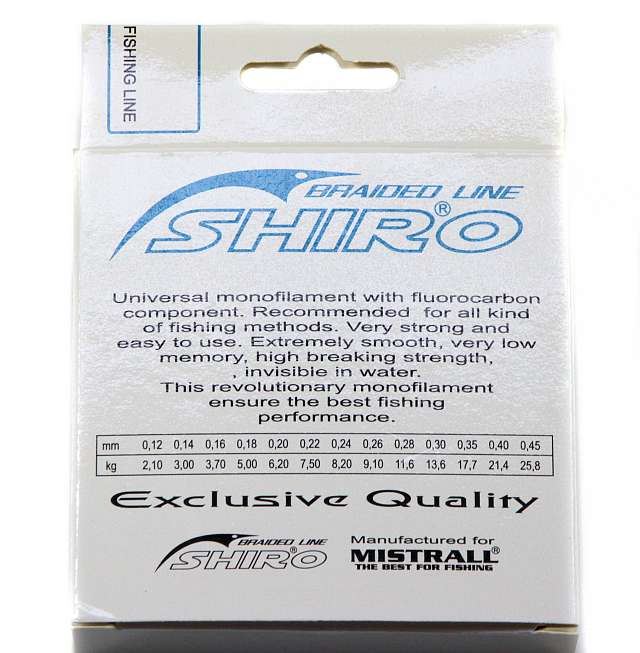 FISHING LINE
BRAIDED LINE
SHIRO®
Universal monofilament with fluorocarbon
component. Recommended for all kind
of fishing methods. Very strong and
easy to use. Extremely smooth, very low
memory, high breaking strength,
, invisible in water.
This revolutionary monofilament
ensure the best fishing
performance.
mm 0,12 0,14 0,16 0,18 0,20 0,22 0,24 0,26 0,28 0,30 0,35 0,40 0,45
kg 2,10 3,00 3,70 5,00 6,20 7,50 8,20 9,10 11,6 13,6 17,7 21,4 25,8
Exclusive Quality
BRAIDED LINE
SHIRO®
Manufactured for
MISTRALL®
THE BEST FOR FISHING